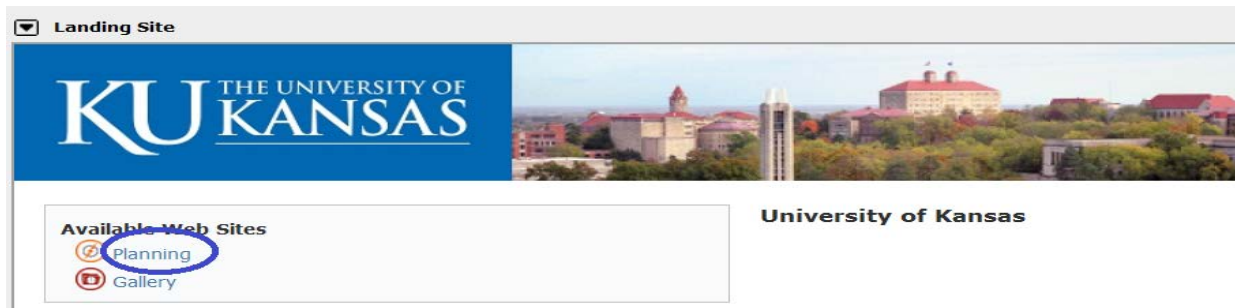 Landing Site
KU THE UNIVERSITY OF
KANSAS
Available Web Sites
Planning
Gallery
University of Kansas